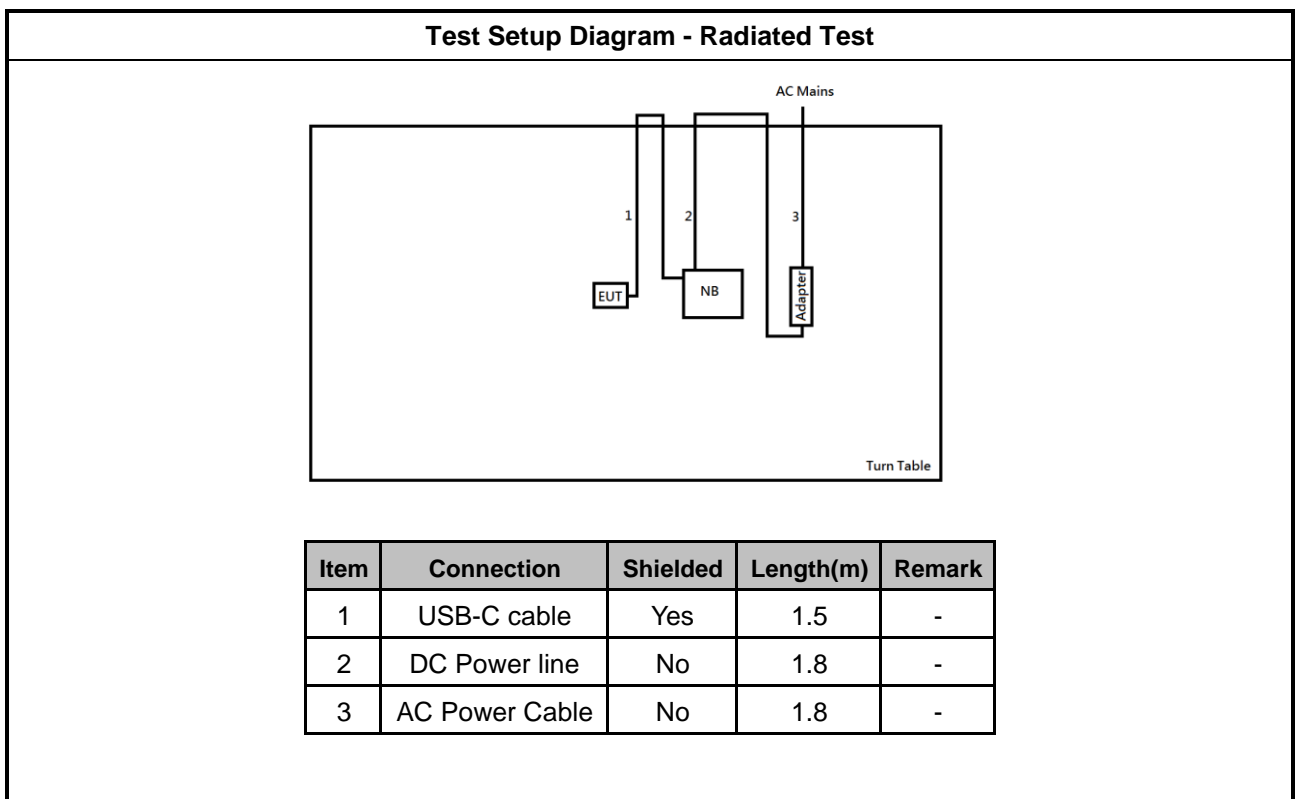 Test Setup Diagram - Radiated Test
AC Mains
1 2 3
EUT NB Adapter
Turn Table
Item Connection Shielded Length(m) Remark
1 USB-C cable Yes 1.5 -
2 DC Power line No 1.8 -
3 AC Power Cable No 1.8 -